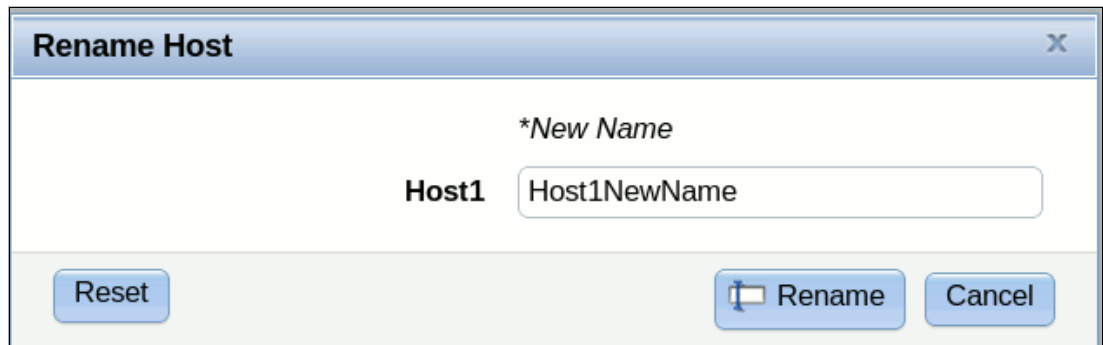 Rename Host
*New Name
Host1 Host1NewName
Reset Rename Cancel